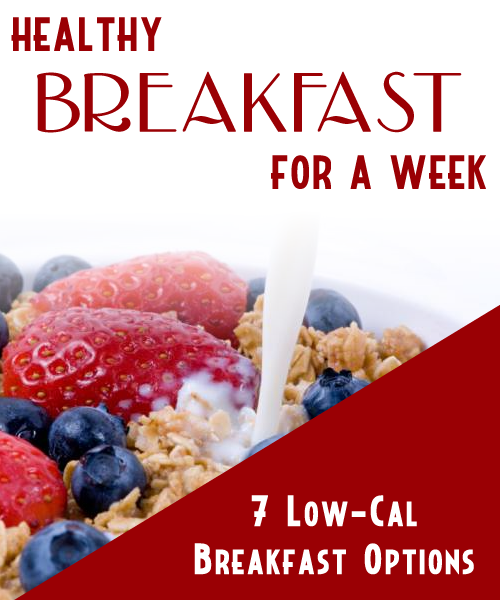 HEALTHY
BREAKFAST
FOR A WEEK
7 Low-Cal
Breakfast Options